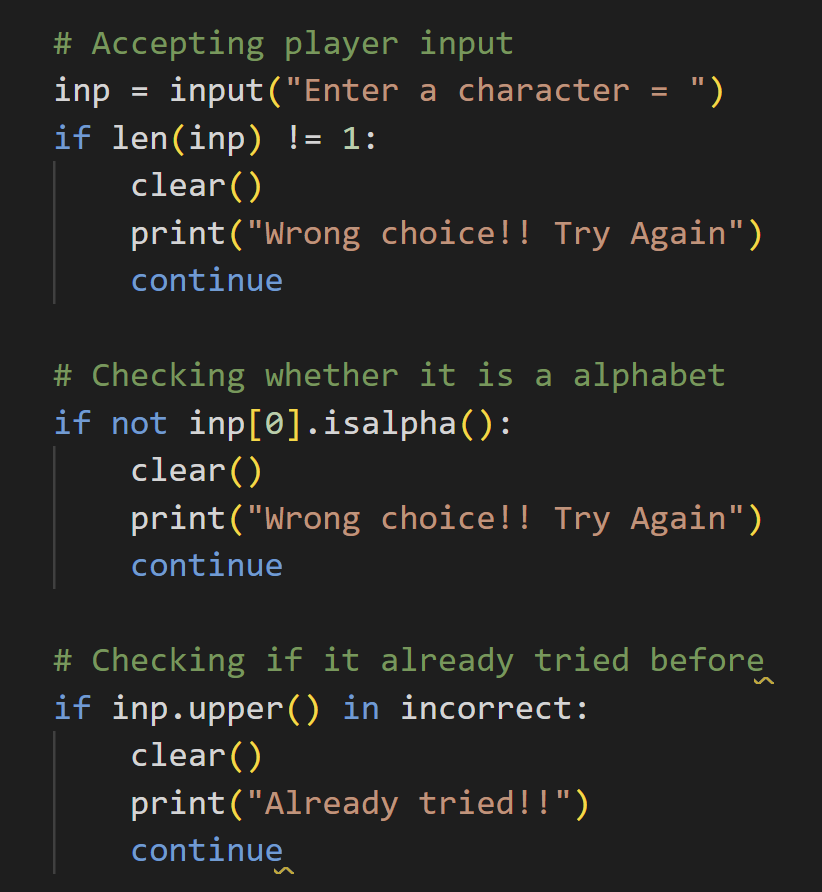 # Accepting player input
inp = input("Enter a character = ")
if len(inp) != 1:
    clear()
    print("Wrong choice!! Try Again")
    continue

# Checking whether it is a alphabet
if not inp[0].isalpha():
    clear()
    print("Wrong choice!! Try Again")
    continue

# Checking if it already tried before
if inp.upper() in incorrect:
    clear()
    print("Already tried!!")
    continue